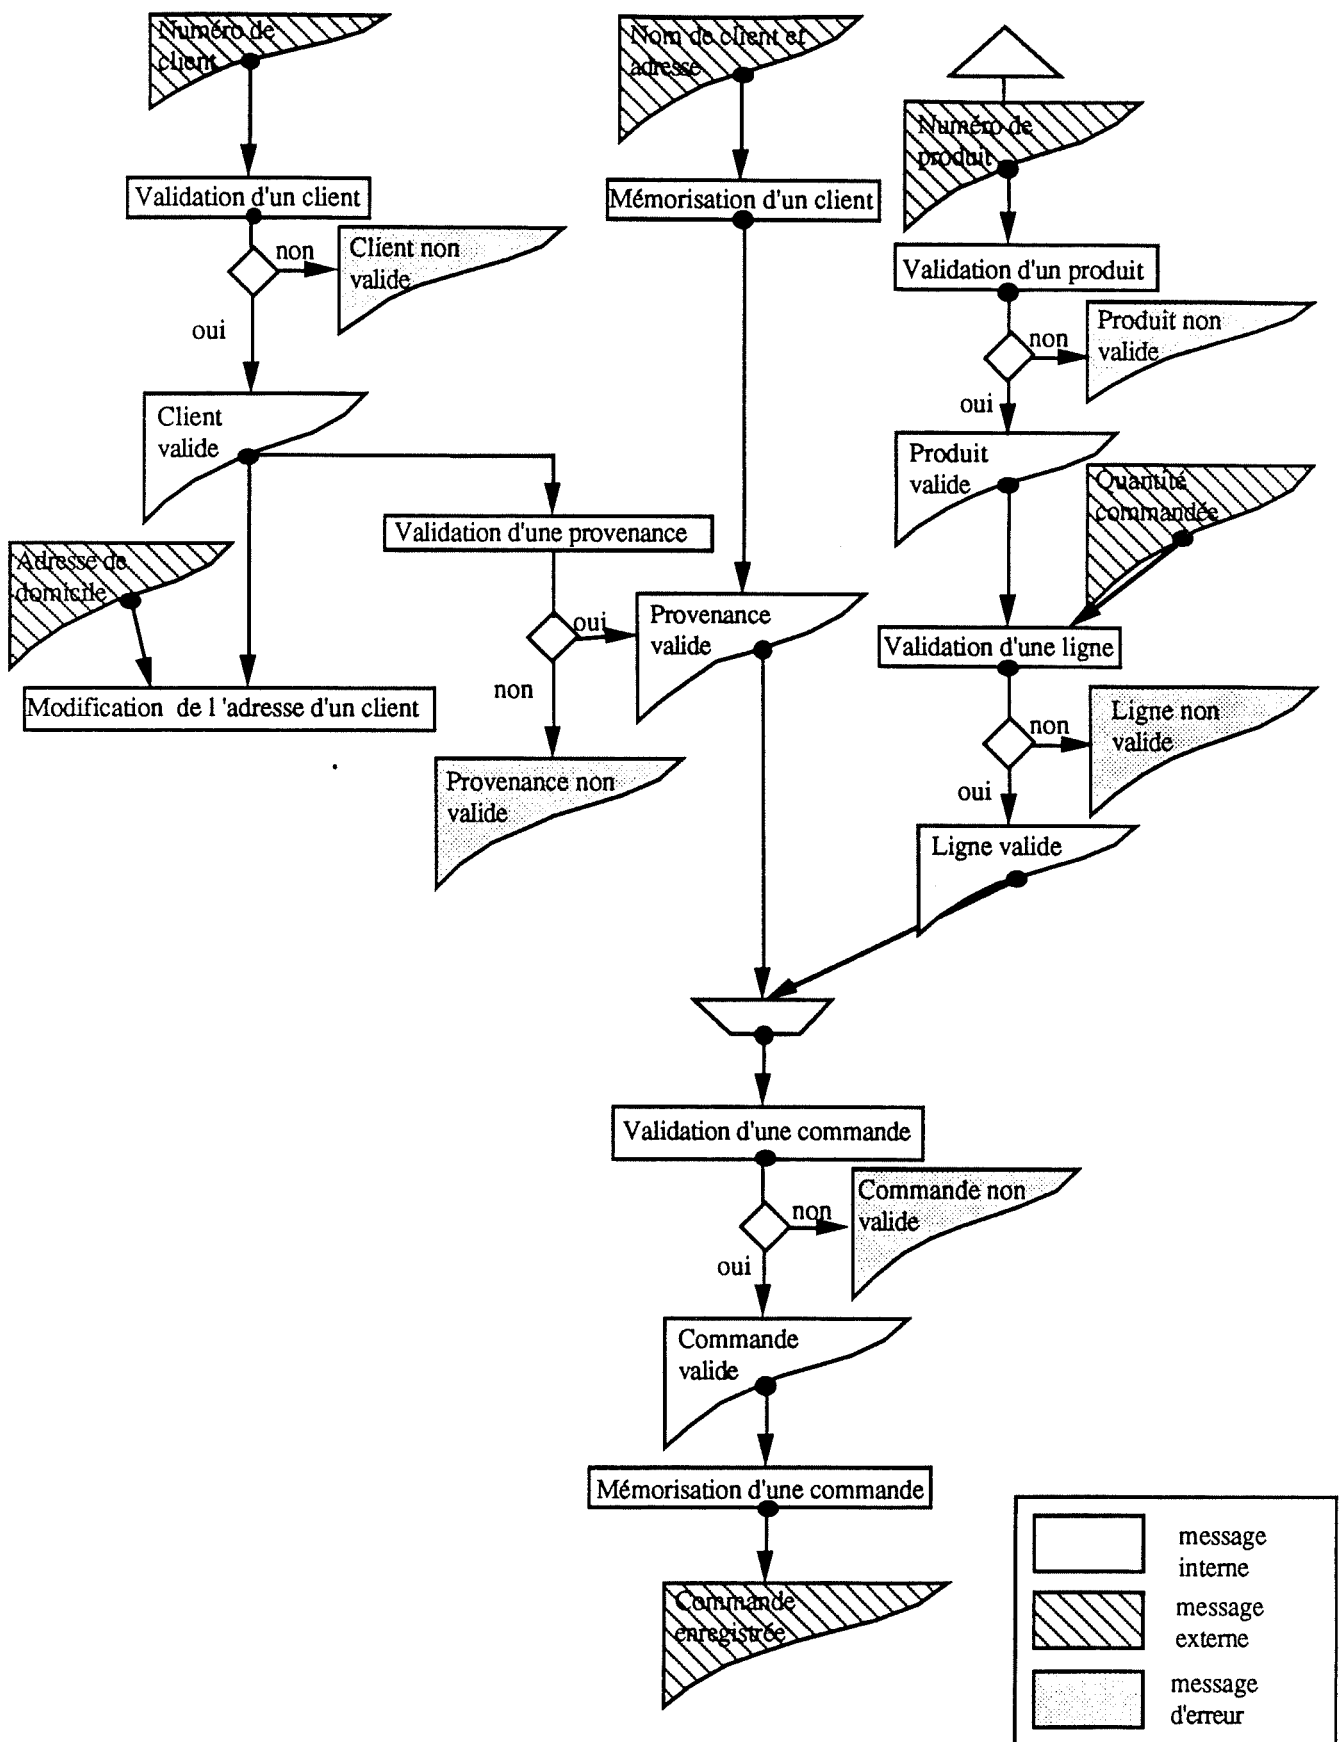 Numéro de
client
Nom de client et
adresse
Numéro de
produit
Validation d'un client
Mémorisation d'un client
non
Client non
valide
Validation d'un produit
oui
Produit non
valide
non
oui
Client
valide
Produit
valide
Quantité
commandée
Validation d'une provenance
Adresse de
domicile
oui
Provenance
valide
Validation d'une ligne
non
Modification de l 'adresse d'un client
Ligne non
valide
non
Provenance non
valide
oui
Ligne valide
Validation d'une commande
Commande non
valide
non
oui
Commande
valide
Mémorisation d'une commande
Commande
enregistrée
message
interne
message
externe
message
d'erreur